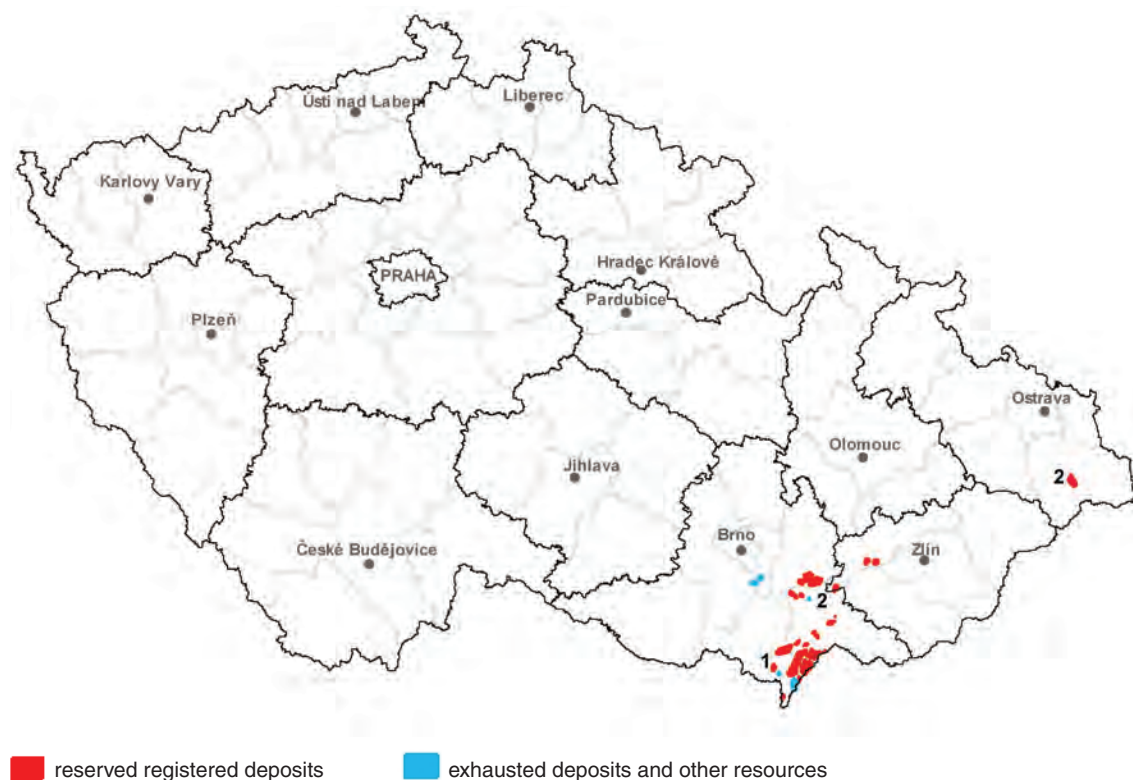 Ústí nad Labem
Liberec
Karlovy Vary
Hradec Králové
PRAHA
Pardubice
Plzeň
Ostrava
Olomouc
Jihlava
2
Brno
České Budějovice
Zlín
2
1
reserved registered deposits
exhausted deposits and other resources